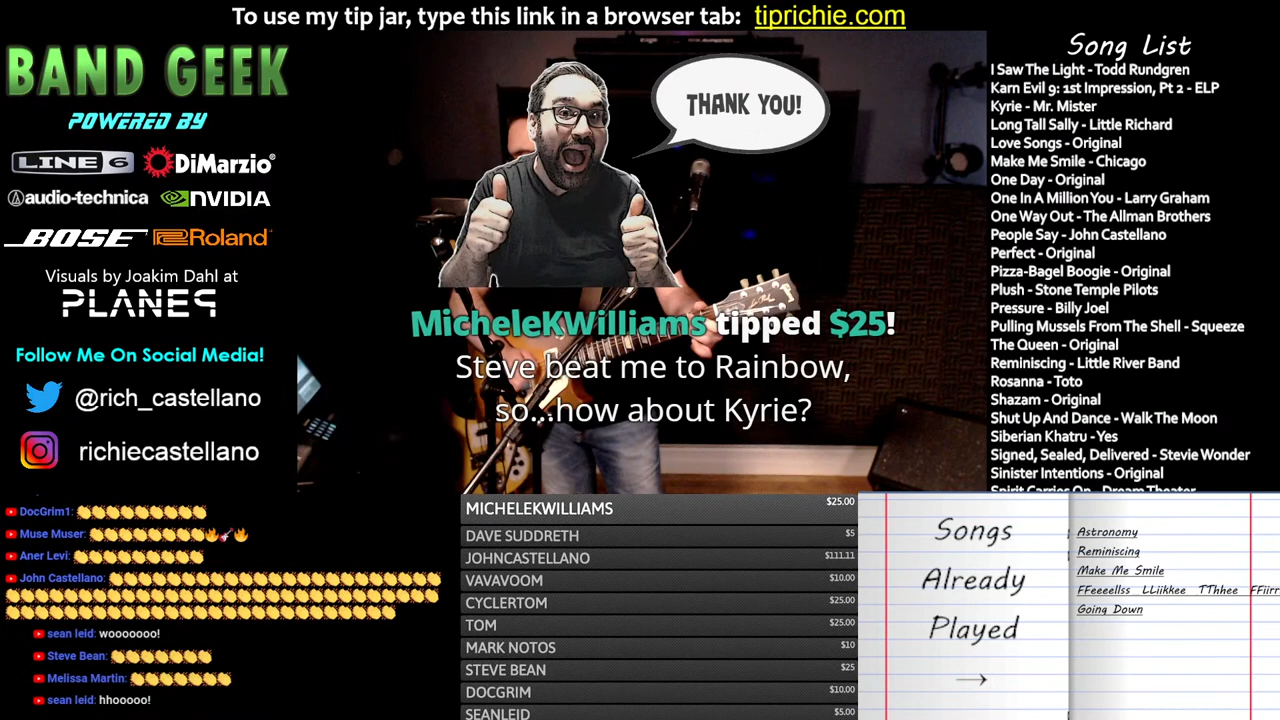 To use my tip jar, type this link in a browser tab: tiprichie.com
BAND GEEK
POWERED BY
LINE 6
DiMarzio®
audio-technica
NVIDIA
BOSE
Roland
Visuals by Joakim Dahl at
PLANE9
Follow Me On Social Media!
@rich_castellano
richiecastellano
THANK YOU!
MicheleKWilliams tipped $25!
Steve beat me to Rainbow,
so...how about Kyrie?
Song List
I Saw The Light - Todd Rundgren
Karn Evil 9: 1st Impression, Pt 2 - ELP
Kyrie - Mr. Mister
Long Tall Sally - Little Richard
Love Songs - Original
Make Me Smile - Chicago
One Day - Original
One In A Million You - Larry Graham
One Way Out - The Allman Brothers
People Say - John Castellano
Perfect - Original
Pizza-Bagel Boogie - Original
Plush - Stone Temple Pilots
Pressure - Billy Joel
Pulling Mussels From The Shell - Squeeze
The Queen - Original
Reminiscing - Little River Band
Rosanna - Toto
Shazam - Original
Shut Up And Dance - Walk The Moon
Siberian Khatru - Yes
Signed, Sealed, Delivered - Stevie Wonder
Sinister Intentions - Original
Spirit Carries On - Dream Theater
DocGrim1:
Muse Muser:
Aner Levi:
John Castellano:
sean leid: wooooooo!
Steve Bean:
Melissa Martin:
sean leid: hhooooo!
MICHELEKWILLIAMS $25.00
DAVE SUDDRETH $5
JOHNCASTELLANO $111.11
VAVAVOOM $10.00
CYCLERTOM $25.00
TOM $25.00
MARK NOTOS $10
STEVE BEAN $25
DOCGRIM $10.00
SEANLEID $5.00
Songs
Already
Played
→
Astronomy
Reminiscing
Make Me Smile
FFeeeellss LLiikkee TThhee FFiirr
Going Down